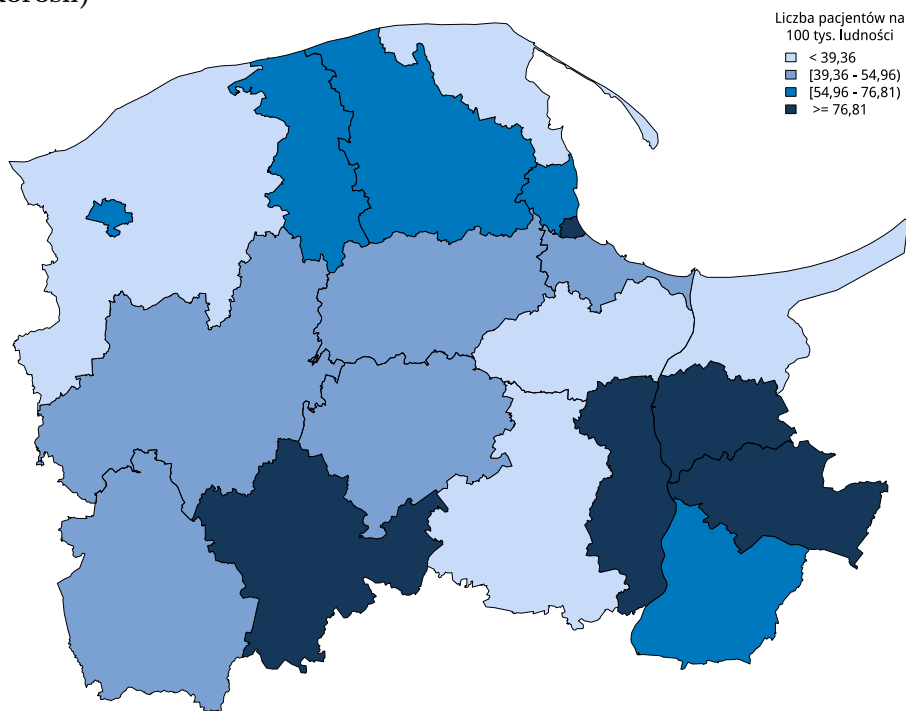 Liczba pacjentów na
100 tys. ludności
< 39,36
[39,36 - 54,96)
[54,96 - 76,81)
>= 76,81